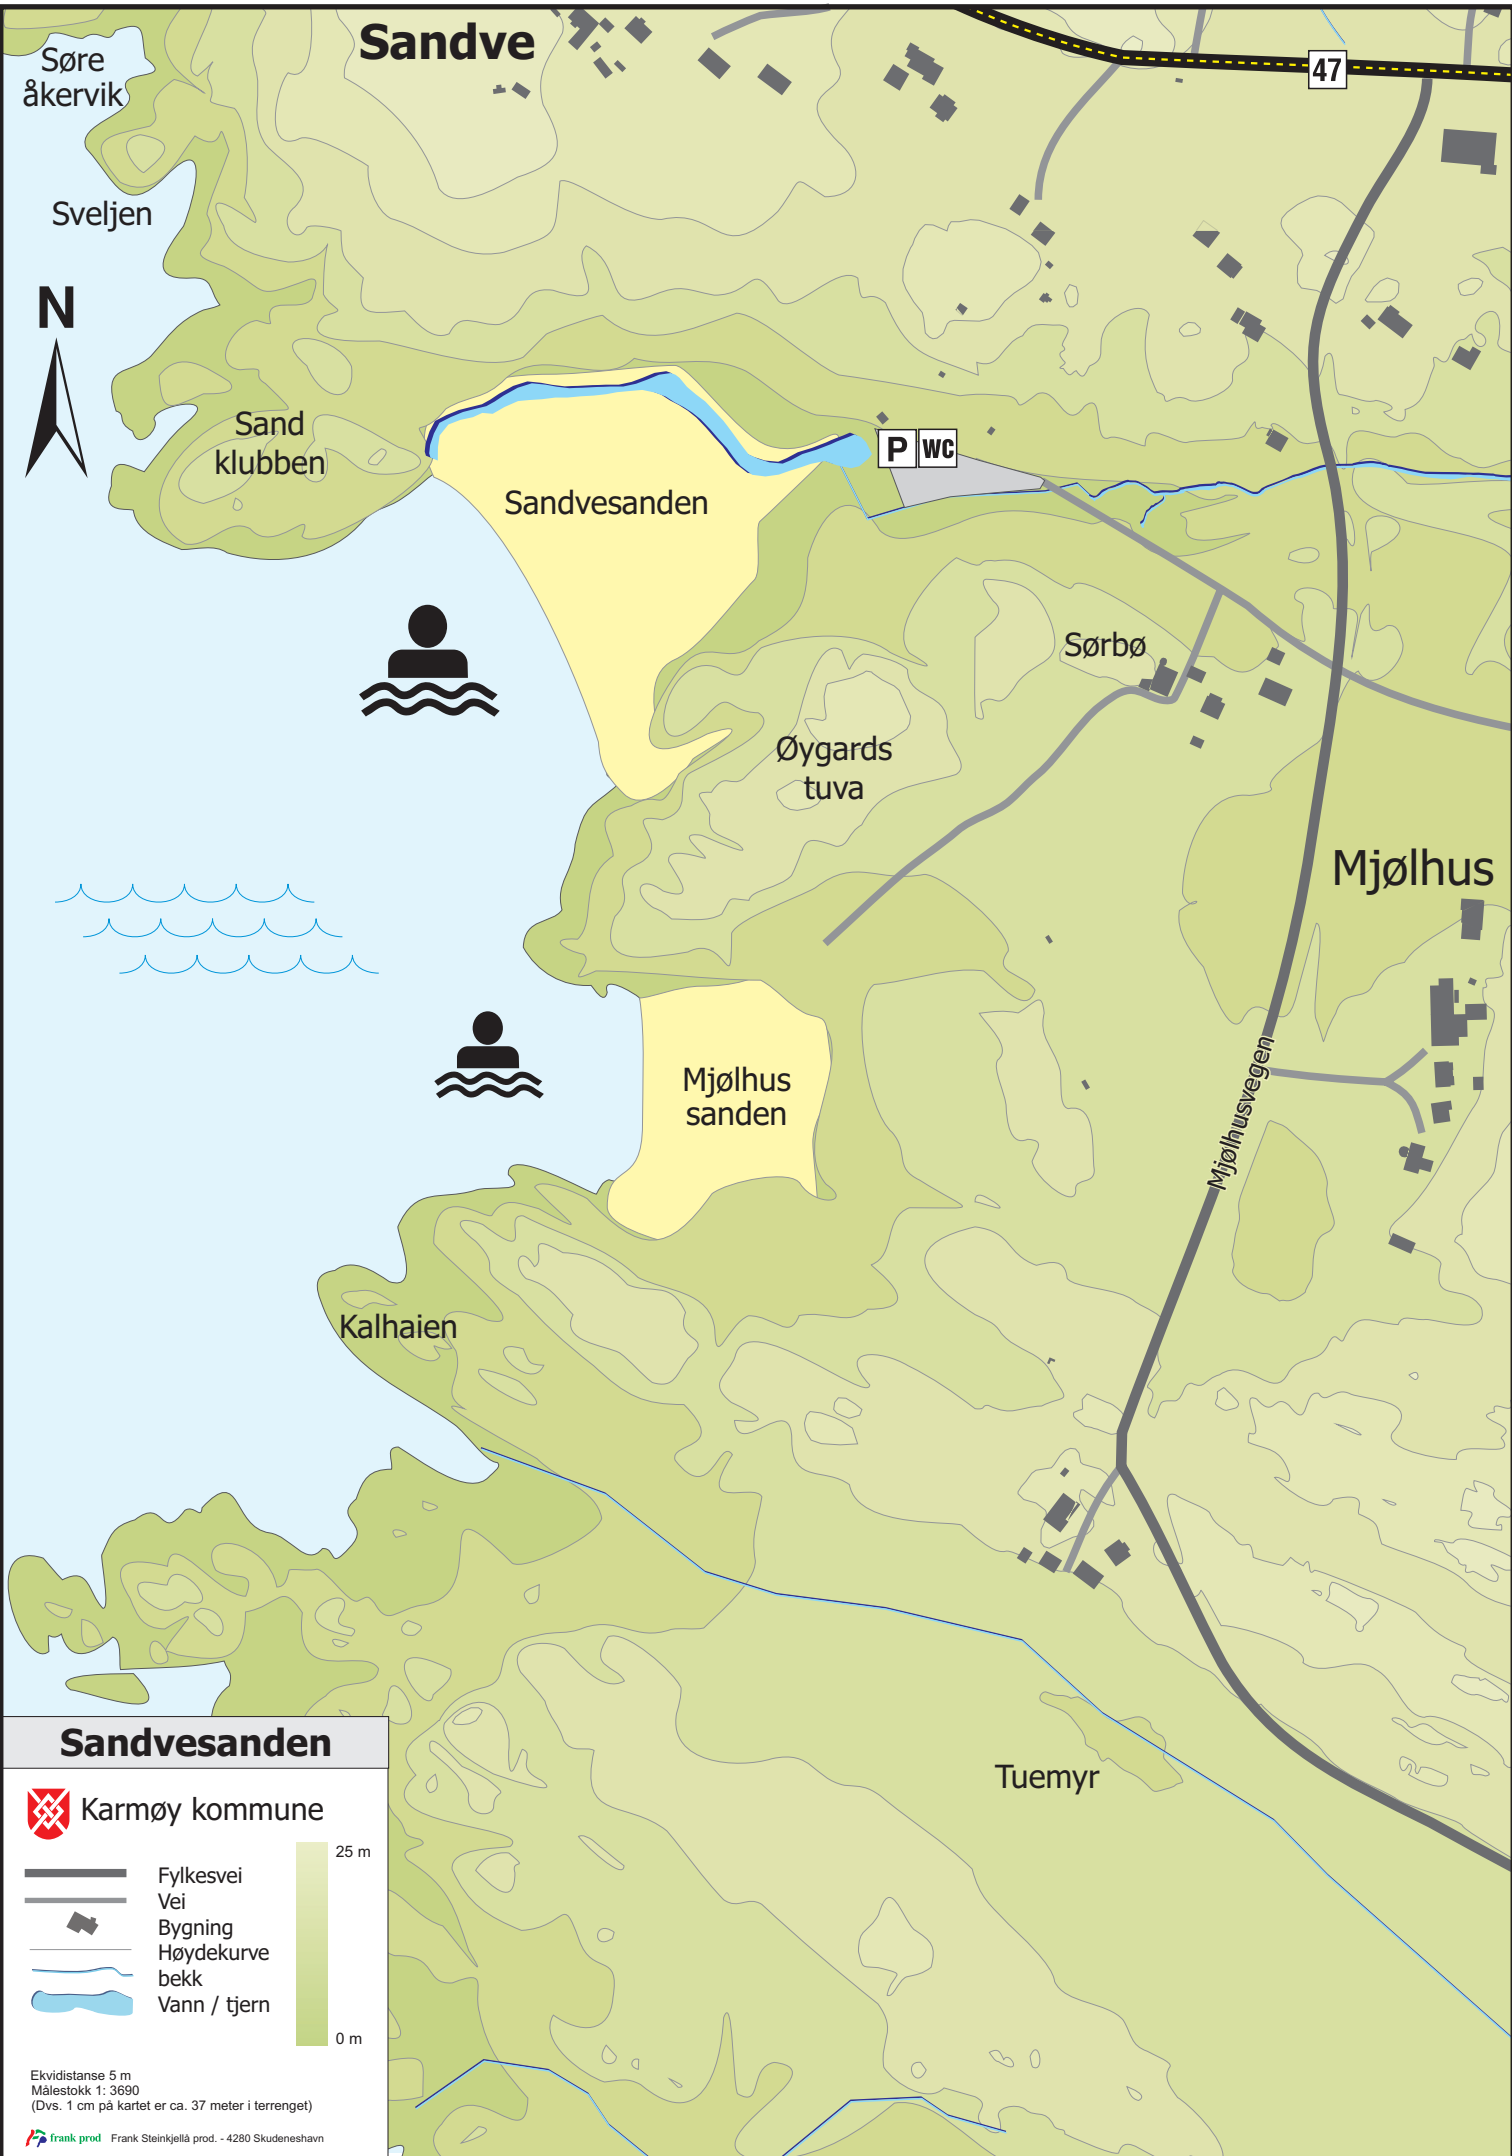 Sandve
Søre
åkervik
47
Sveljen
N
Sand
klubben
P
WC
Sandvesanden
Sørbø
Øygards
tuva
Mjølhus
Mjølhusvegen
Mjølhus
sanden
Kalhaien
Tuemyr
Sandvesanden
Karmøy kommune
Fylkesvei
Vei
Bygning
Høydekurve
bekk
Vann / tjern
25 m
0 m
Ekvidistanse 5 m
Målestokk 1: 3690
(Dvs. 1 cm på kartet er ca. 37 meter i terrenget)
frank prod Frank Steinkjellå prod. - 4280 Skudeneshavn